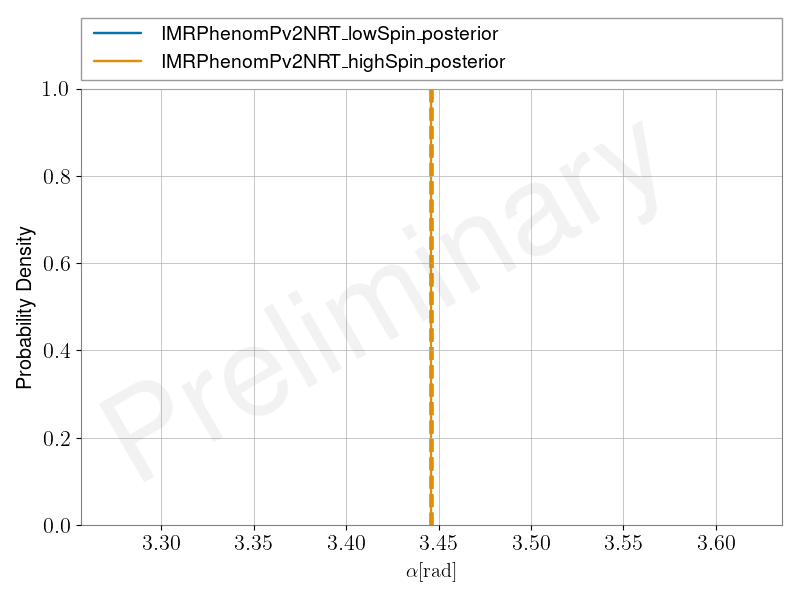 IMRPhenomPv2NRT_lowSpin_posterior
IMRPhenomPv2NRT_highSpin_posterior
1.0
0.8
0.6
0.4
0.2
0.0
Probability Density
Preliminary
3.30 3.35 3.40 3.45 3.50 3.55 3.60
α[rad]